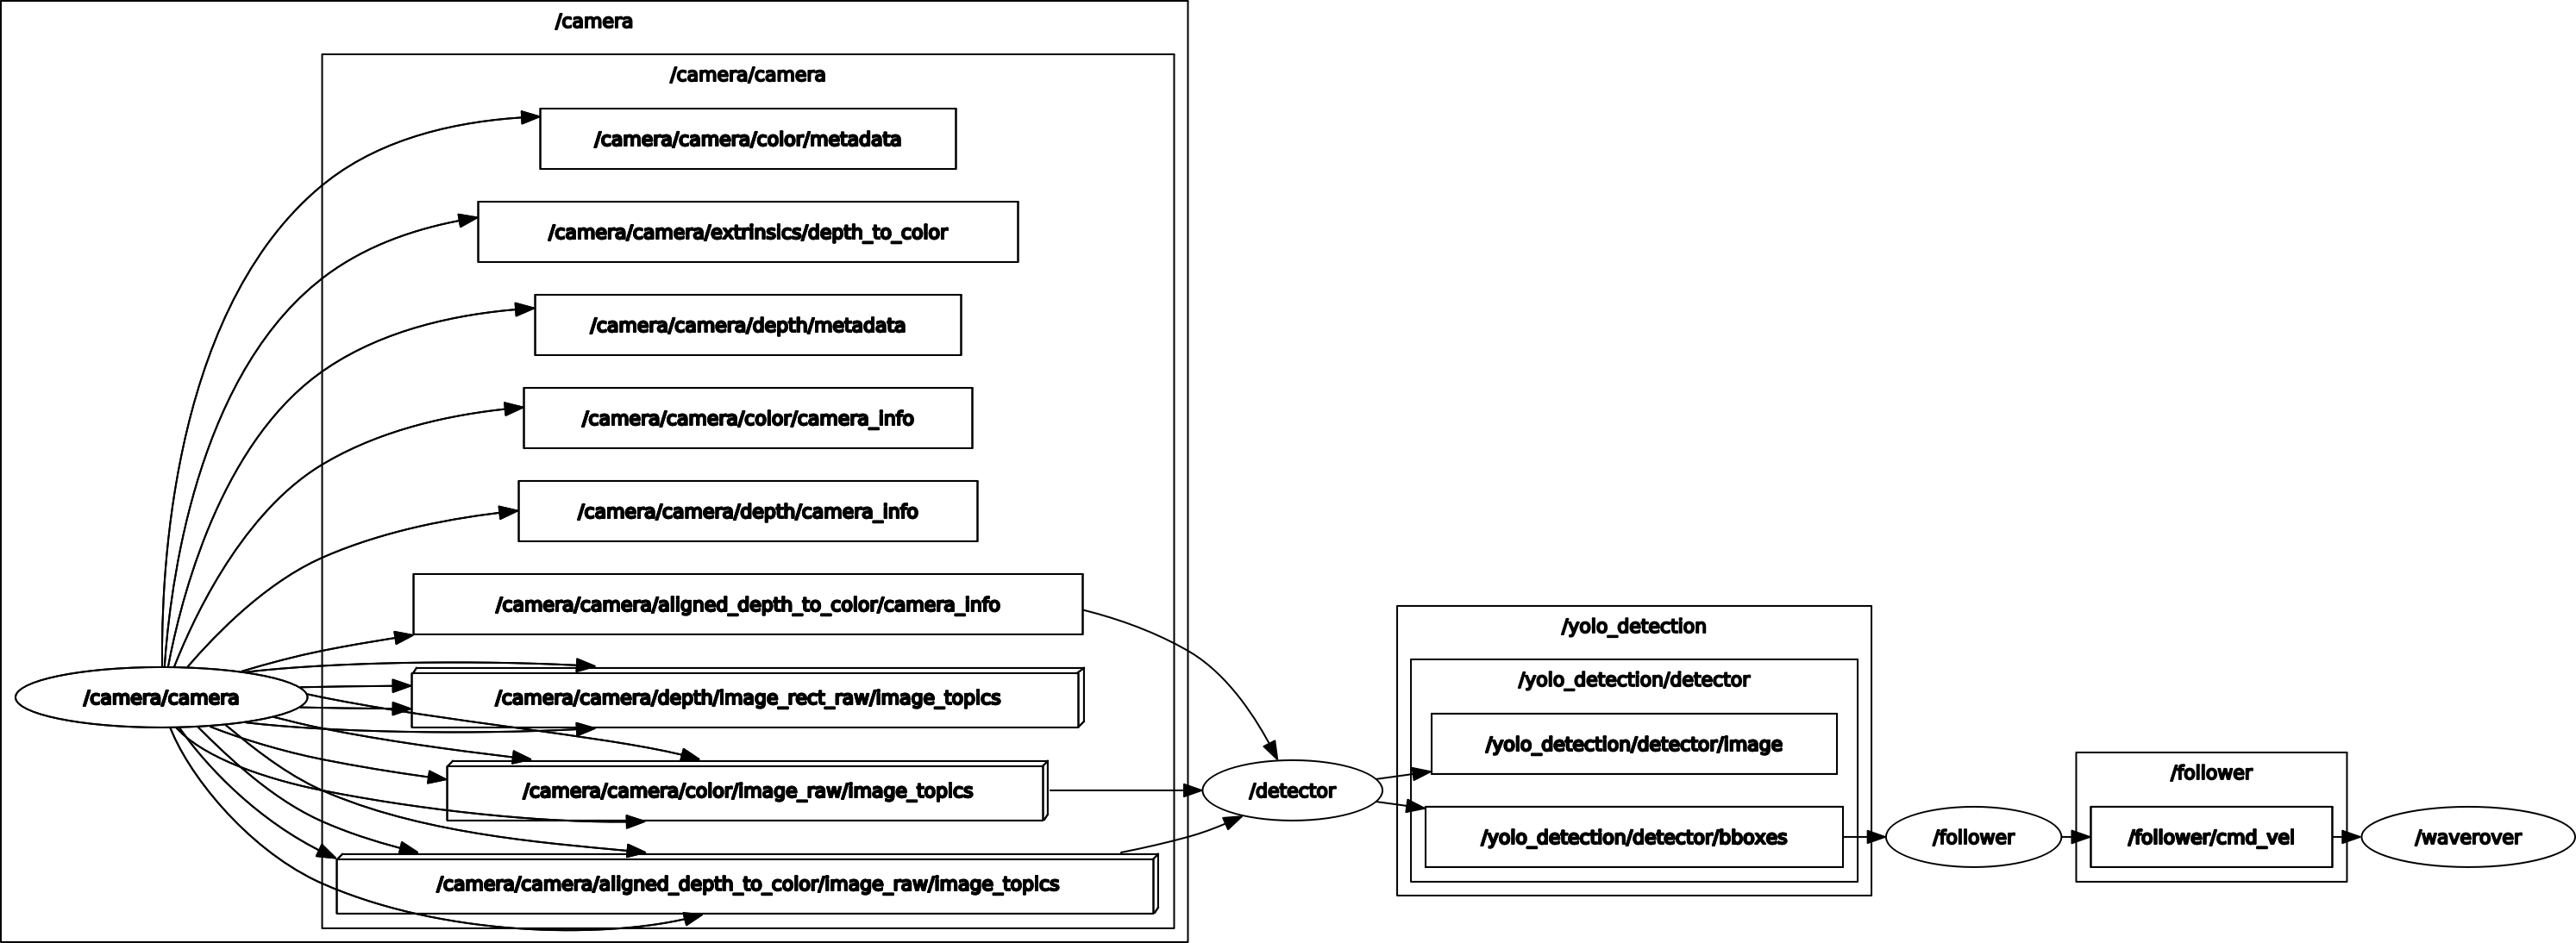 /camera
/camera/camera
/camera/camera/color/metadata
/camera/camera/extrinsics/depth_to_color
/camera/camera/depth/metadata
/camera/camera/color/camera_info
/camera/camera/depth/camera_info
/camera/camera/aligned_depth_to_color/camera_info
/camera/camera
/camera/camera/depth/image_rect_raw/image_topics
/camera/camera/color/image_raw/image_topics
/camera/camera/aligned_depth_to_color/image_raw/image_topics
/detector
/yolo_detection
/yolo_detection/detector
/yolo_detection/detector/image
/yolo_detection/detector/bboxes
/follower
/follower
/follower/cmd_vel
/waverover